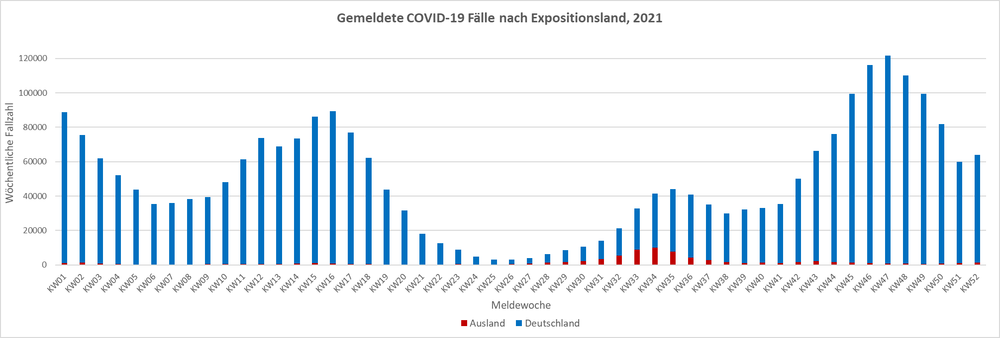 Gemeldete COVID-19 Fälle nach Expositionsland, 2021
Wöchentliche Fallzahl
120000
100000
80000
60000
40000
20000
0
KW01 KW02 KW03 KW04 KW05 KW06 KW07 KW08 KW09 KW10 KW11 KW12 KW13 KW14 KW15 KW16 KW17 KW18 KW19 KW20 KW21 KW22 KW23 KW24 KW25 KW26 KW27 KW28 KW29 KW30 KW31 KW32 KW33 KW34 KW35 KW36 KW37 KW38 KW39 KW40 KW41 KW42 KW43 KW44 KW45 KW46 KW47 KW48 KW49 KW50 KW51 KW52
Meldewoche
Ausland Deutschland